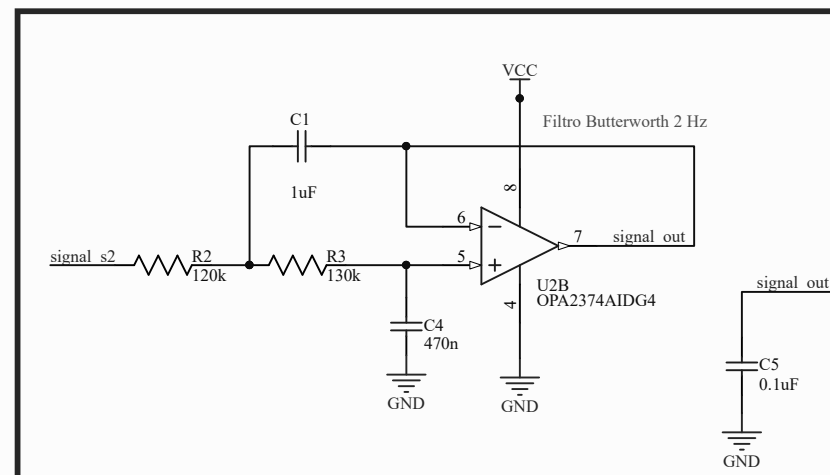 VCC
C1
Filtro Butterworth 2 Hz
1uF
8
6
signal_s2
R2
120k
R3
130k
5
7
signal_out
U2B
OPA2374AIDG4
4
C4
470n
GND
GND
signal_out
C5
0.1uF
GND